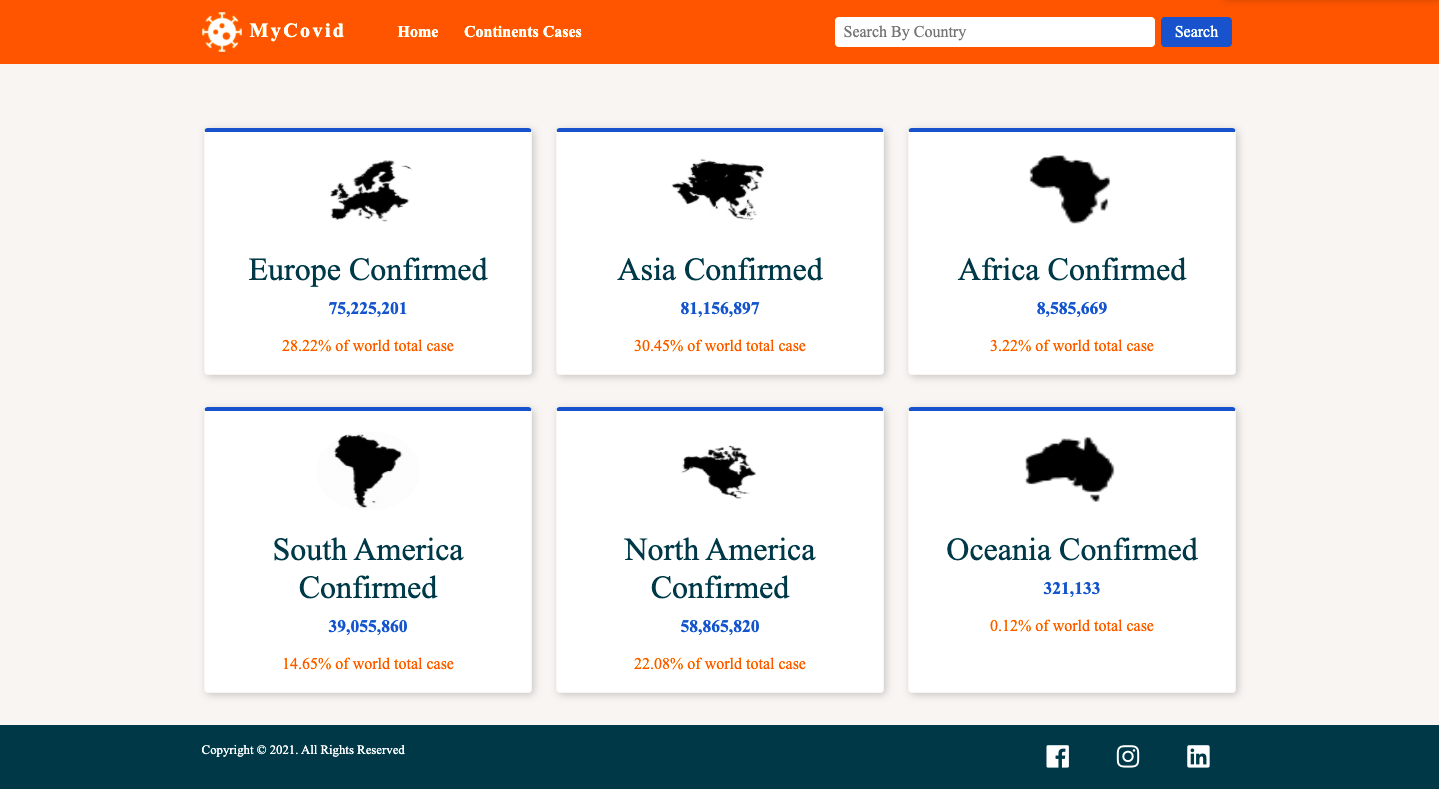 MyCovid
Home
Continents Cases
Search By Country
Search
Europe Confirmed
75,225,201
28.22% of world total case
Asia Confirmed
81,156,897
30.45% of world total case
Africa Confirmed
8,585,669
3.22% of world total case
South America
Confirmed
39,055,860
14.65% of world total case
North America
Confirmed
58,865,820
22.08% of world total case
Oceania Confirmed
321,133
0.12% of world total case
Copyright © 2021. All Rights Reserved